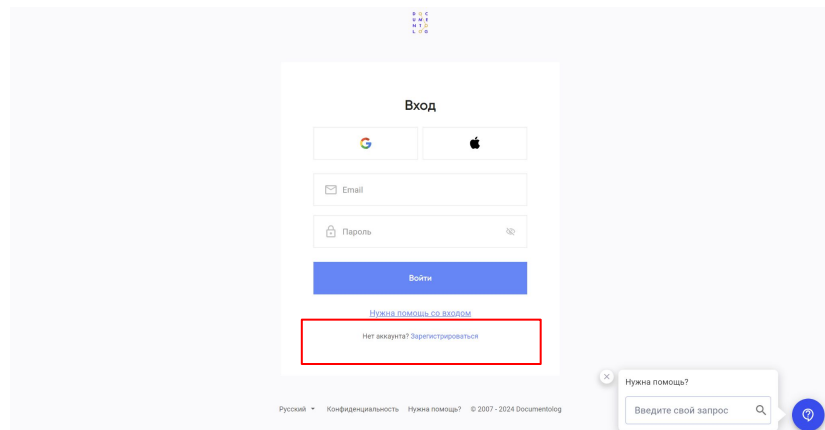 D O C
U M E
N T O
L O G
Вход
Email
Пароль
Войти
Нужна помощь со входом
Нет аккаунта? Зарегистрироваться
Нужна помощь?
Введите свой запрос
Русский Конфиденциальность Нужна помощь? © 2007 - 2024 Documentolog